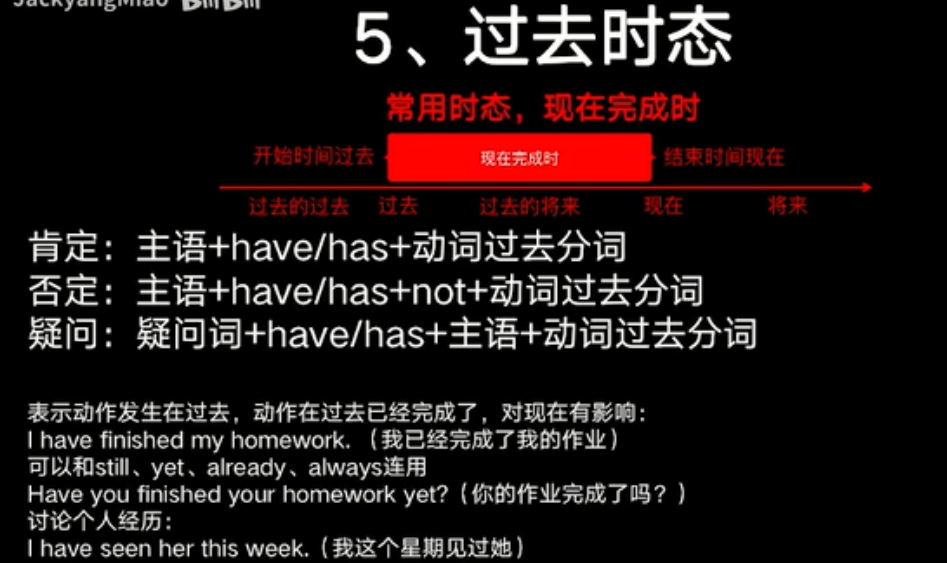 JackyangMiao bilibili
5、过去时态
常用时态，现在完成时
开始时间过去 现在完成时 结束时间现在
过去的过去 过去 过去的将来 现在 将来
肯定：主语+have/has+动词过去分词
否定：主语+have/has+not+动词过去分词
疑问：疑问词+have/has+主语+动词过去分词
表示动作发生在过去，动作在过去已经完成了，对现在有影响：
I have finished my homework.（我已经完成了我的作业）
可以和still、yet、already、always连用
Have you finished your homework yet?（你的作业完成了吗？）
讨论个人经历：
I have seen her this week.（我这个星期见过她）